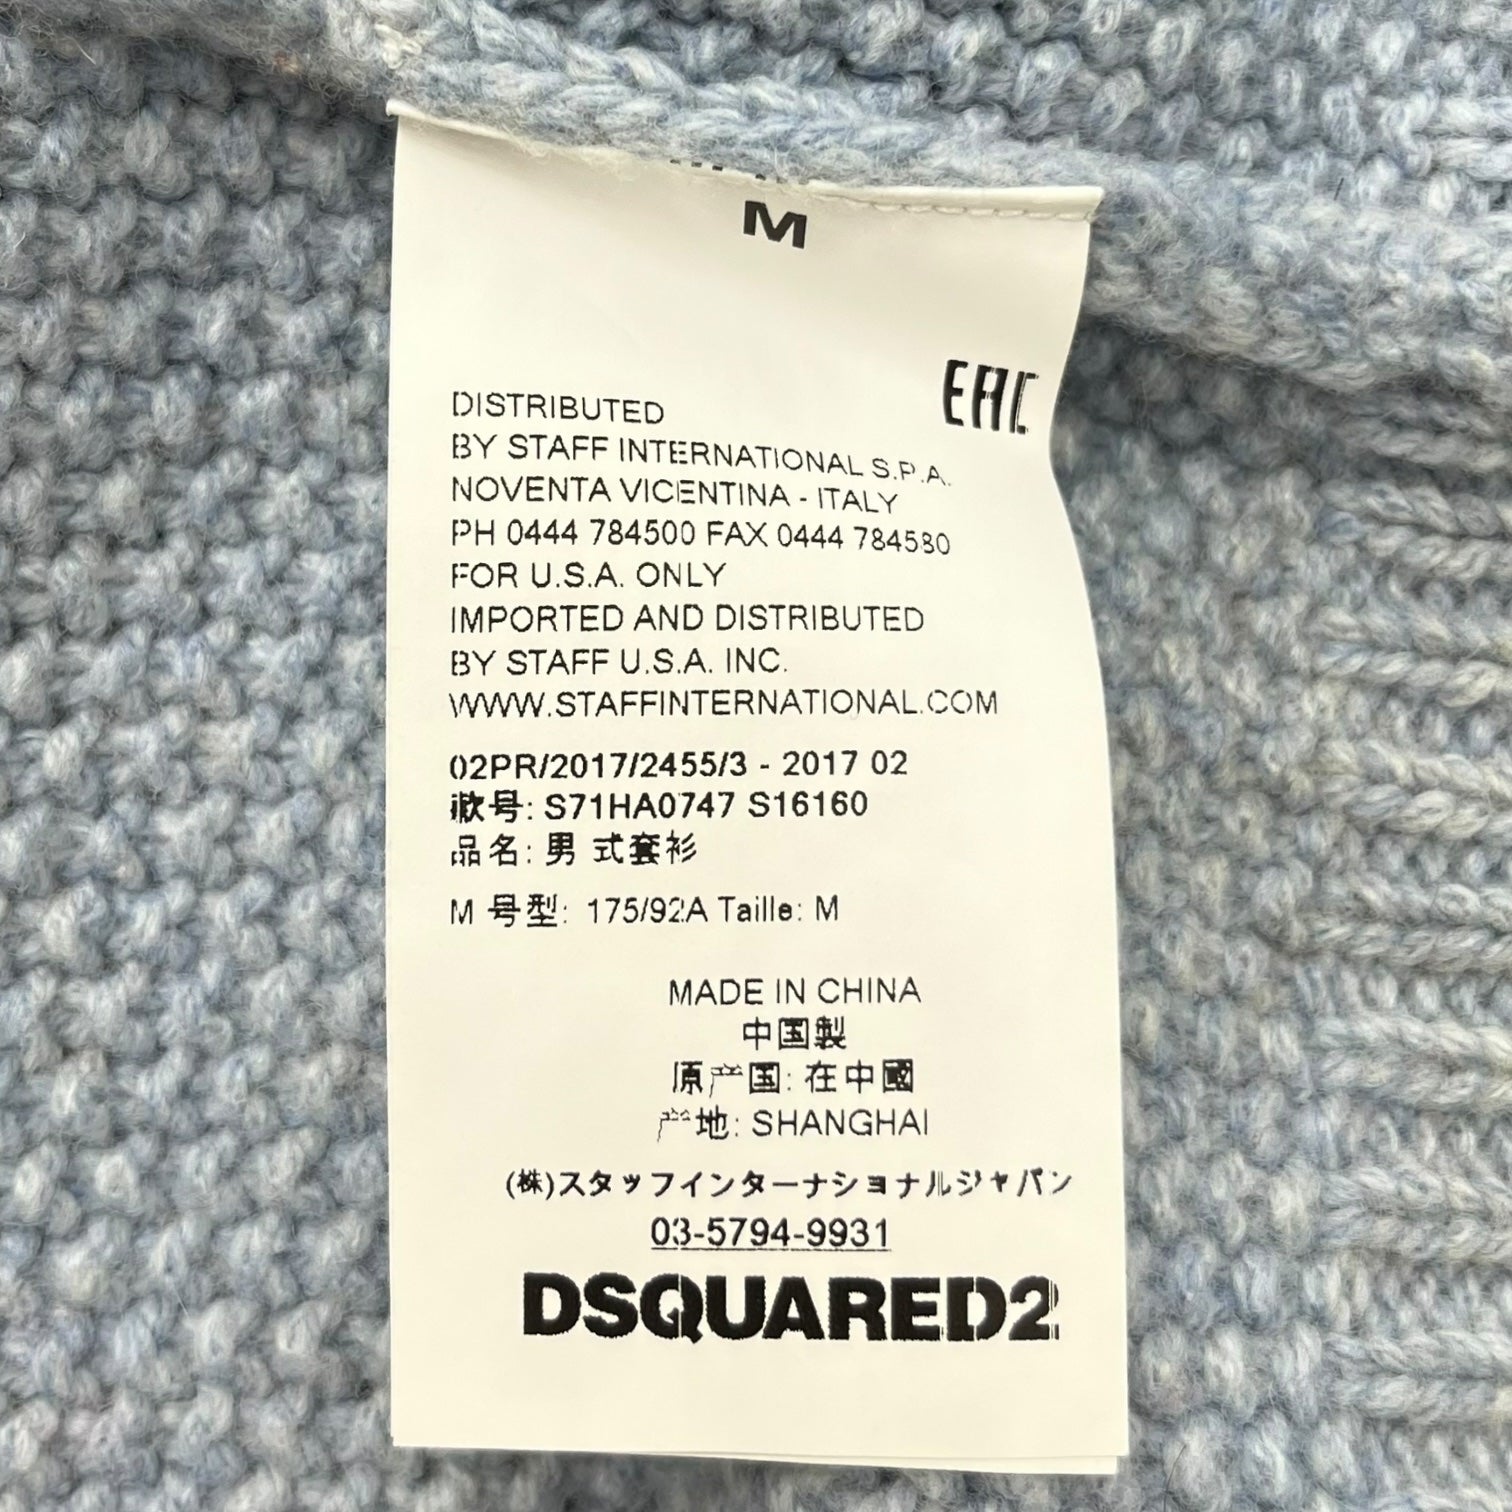 M
EAC
DISTRIBUTED
BY STAFF INTERNATIONAL S.P.A.
NOVENTA VICENTINA - ITALY
PH 0444 784500 FAX 0444 784580
FOR U.S.A. ONLY
IMPORTED AND DISTRIBUTED
BY STAFF U.S.A. INC.
WWW.STAFFINTERNATIONAL.COM
02PR/2017/2455/3 - 2017 02
款号: S71HA0747 S16160
品名: 男 式套衫
M 号型: 175/92A Taille: M
MADE IN CHINA
中国製
原产国: 在中國
产地: SHANGHAI
(株)スタッフインターナショナルジャパン
03-5794-9931
DSQUARED2